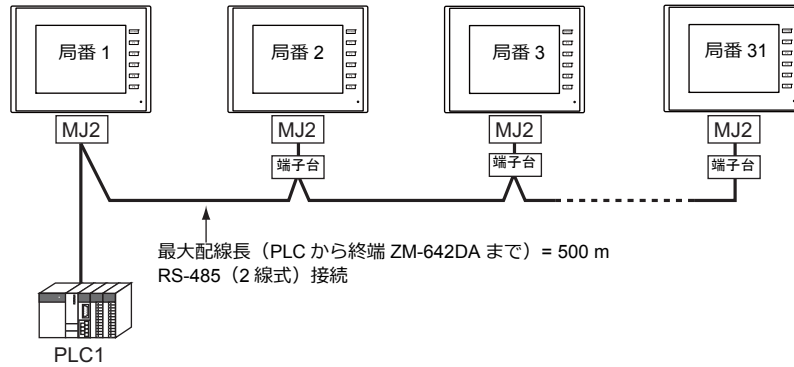 局番 1
局番 2
局番 3
局番 31
MJ2
MJ2
MJ2
MJ2
端子台
端子台
端子台
最大配線長（PLC から終端 ZM-642DA まで）= 500 m
RS-485（2 線式）接続
PLC1